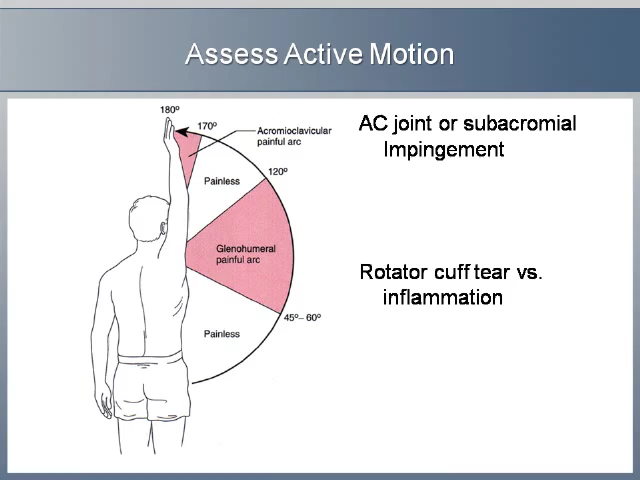 Assess Active Motion
180º
170º
Acromioclavicular
painful arc
120º
Painless
Glenohumeral
painful arc
45º– 60º
Painless
AC joint or subacromial
Impingement
Rotator cuff tear vs.
inflammation